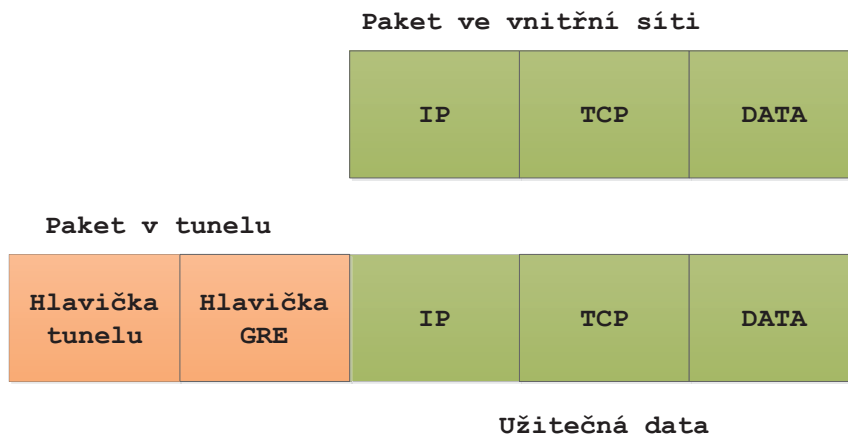 Paket ve vnitřní síti
IP TCP DATA
Paket v tunelu
Hlavička tunelu
Hlavička GRE
IP TCP DATA
Užitečná data